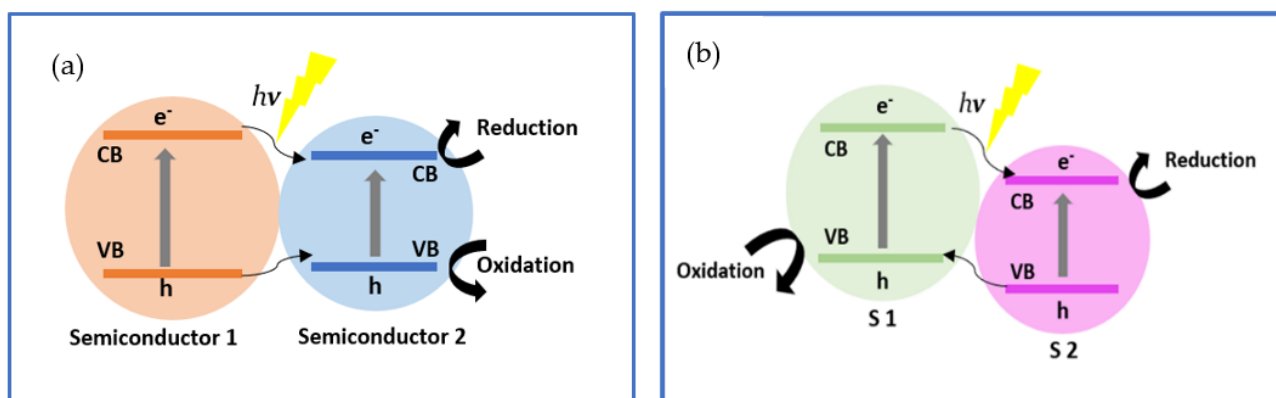 (a)
hν
e-
CB
VB
h
Semiconductor 1
e-
CB
VB
h
Semiconductor 2
Reduction
Oxidation
(b)
hν
e-
CB
VB
h
S 1
Oxidation
e-
CB
VB
h
S 2
Reduction